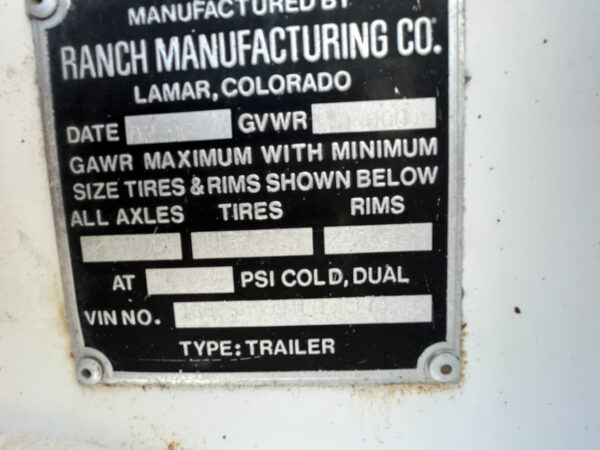 MANUFACTURED BY
RANCH MANUFACTURING CO.
LAMAR, COLORADO
DATE GVWR
GAWR MAXIMUM WITH MINIMUM
SIZE TIRES & RIMS SHOWN BELOW
ALL AXLES TIRES RIMS
AT PSI COLD, DUAL
VIN NO.
TYPE: TRAILER